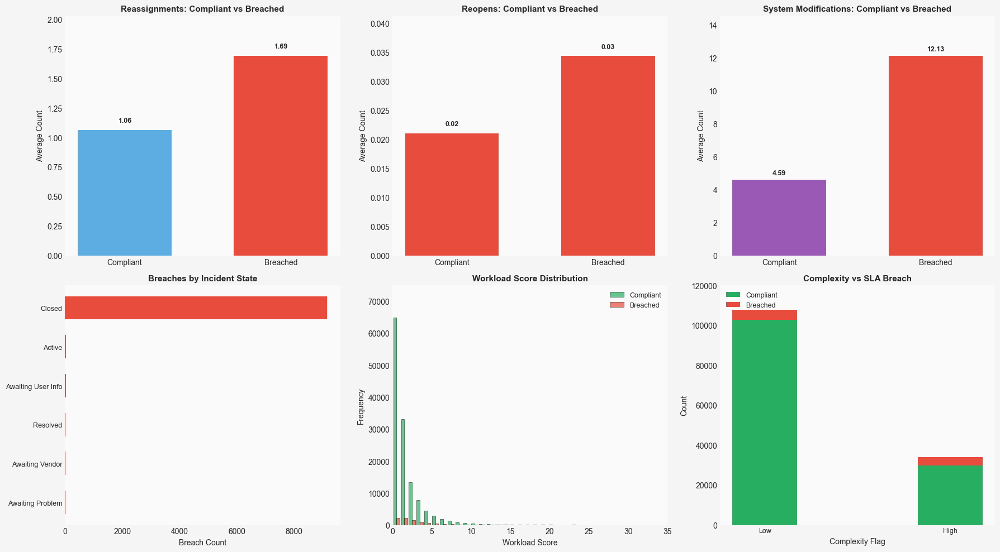 Reassignments: Compliant vs Breached
2.00
1.75
1.50
1.25
1.00
0.75
0.50
0.25
0.00
Average Count
1.06
1.69
Compliant
Breached
Reopens: Compliant vs Breached
0.040
0.035
0.030
0.025
0.020
0.015
0.010
0.005
0.000
Average Count
0.02
0.03
Compliant
Breached
System Modifications: Compliant vs Breached
14
12
10
8
6
4
2
0
Average Count
4.59
12.13
Compliant
Breached
Breaches by Incident State
Closed
Active
Awaiting User Info
Resolved
Awaiting Vendor
Awaiting Problem
0 2000 4000 6000 8000
Breach Count
Workload Score Distribution
Compliant
Breached
70000
60000
50000
40000
30000
20000
10000
0
Frequency
0 5 10 15 20 25 30 35
Workload Score
Complexity vs SLA Breach
Compliant
Breached
120000
100000
80000
60000
40000
20000
0
Count
Low
High
Complexity Flag